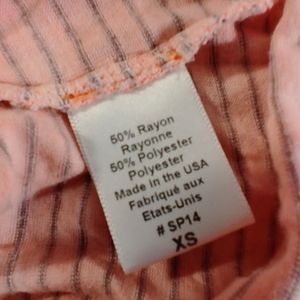 50% Rayon
Rayonne
50% Polyester
Polyester
Made in the USA
Fabriqué aux
Etats-Unis
# SP14
XS